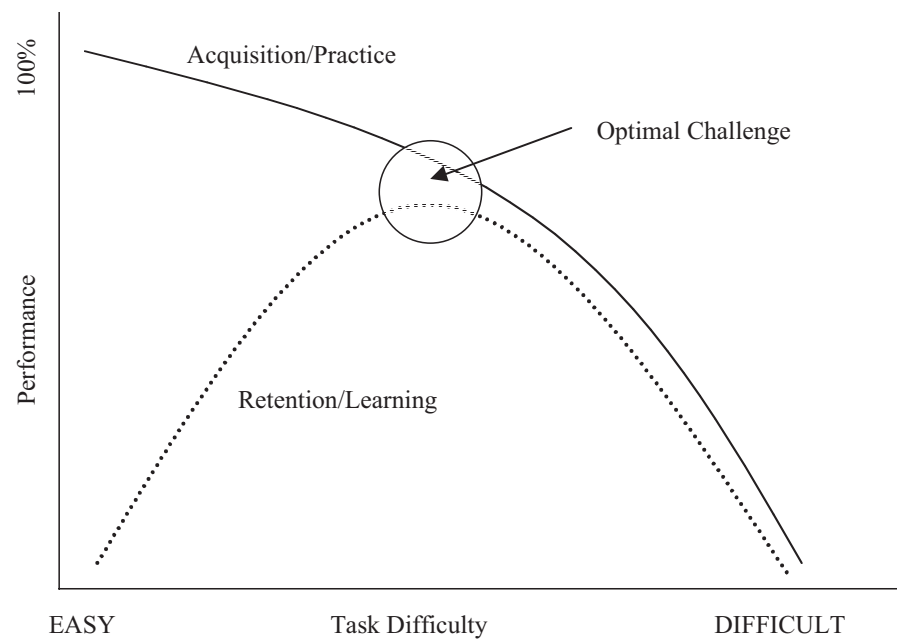 100%
Acquisition/Practice
Optimal Challenge
Performance
Retention/Learning
EASY
Task Difficulty
DIFFICULT